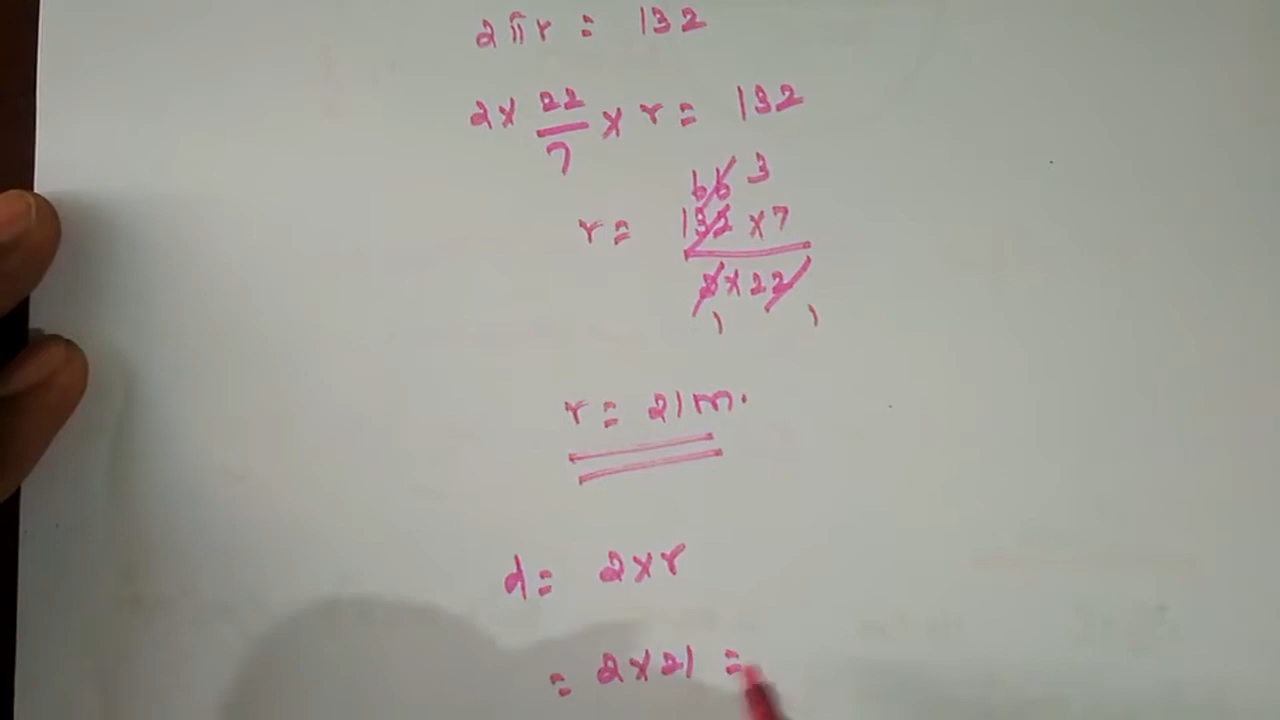 2πr = 132
2 × 22/7 × r = 132
66 3
r = 132 × 7
2 × 22
1 1
r = 21m.
d = 2×r
= 2×21 =